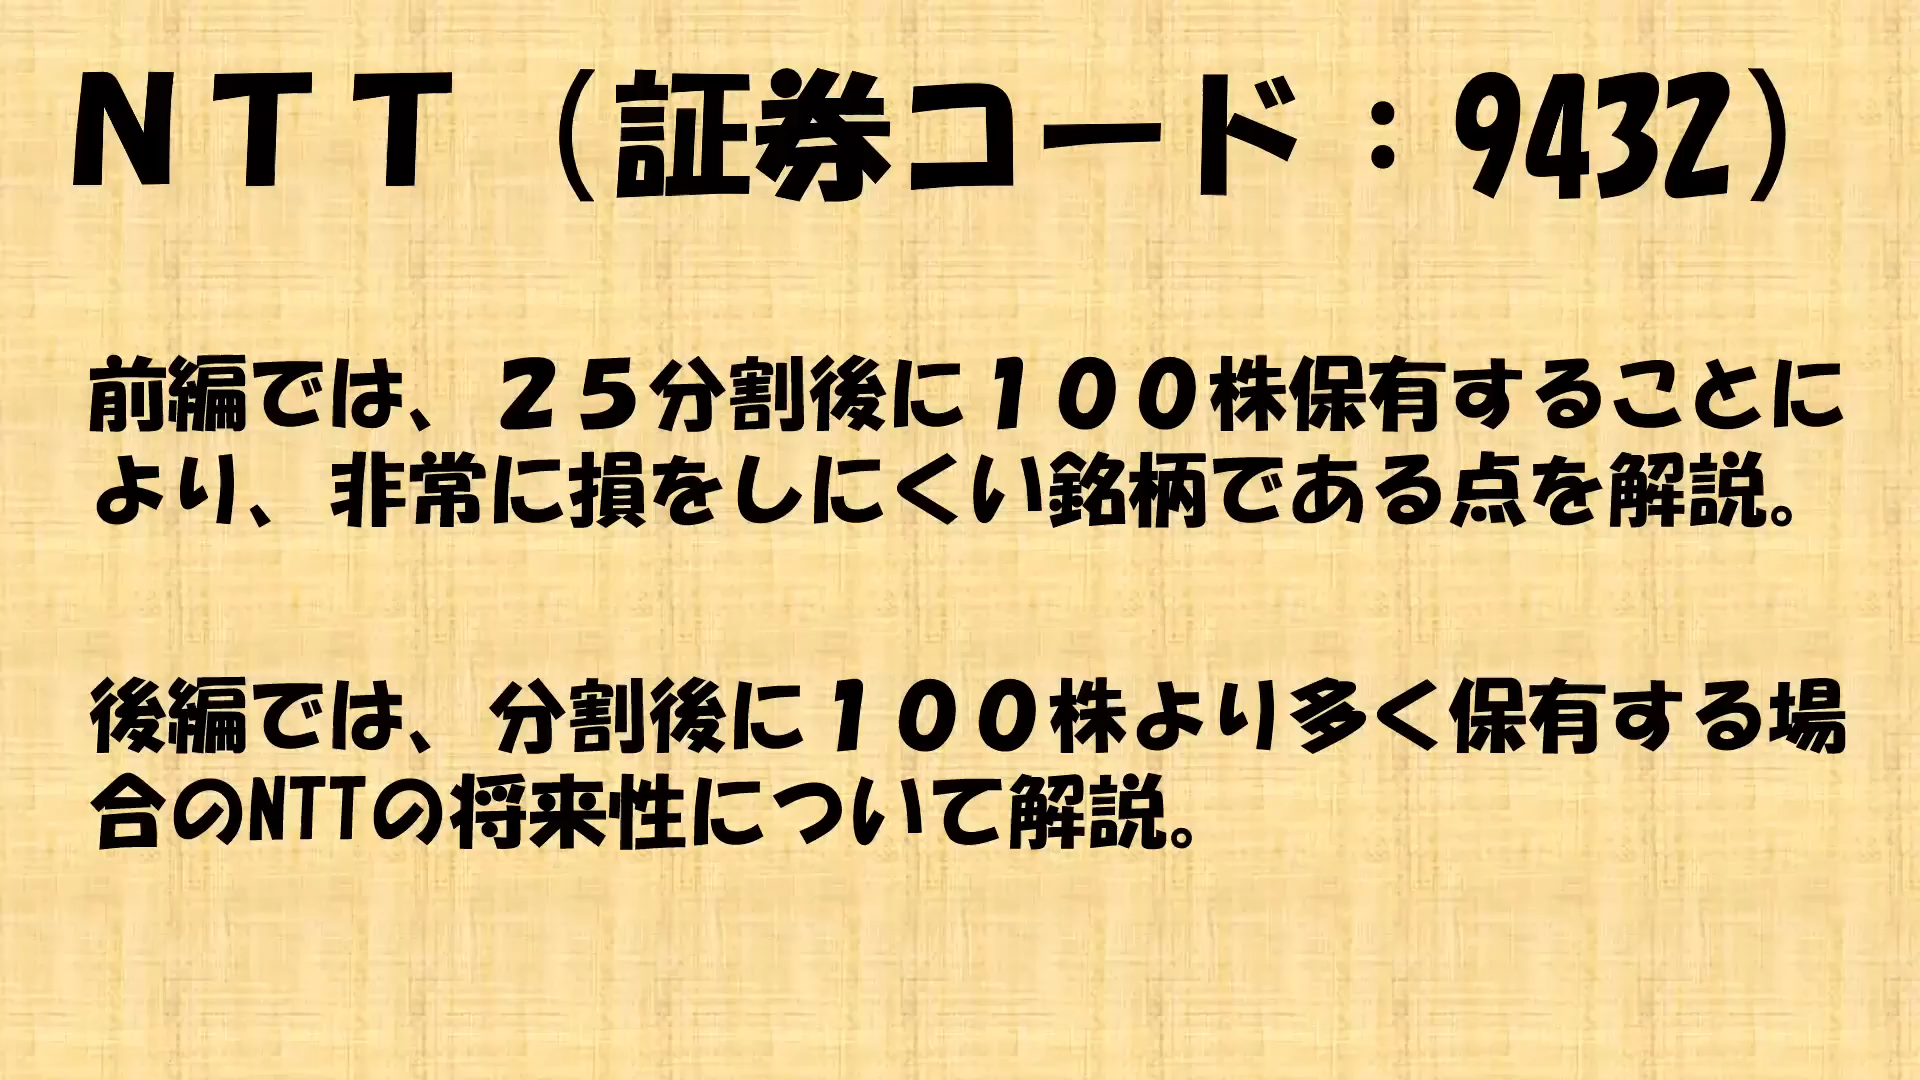 ＮＴＴ（証券コード：9432）
前編では、２５分割後に１００株保有することに
より、非常に損をしにくい銘柄である点を解説。
後編では、分割後に１００株より多く保有する場
合のNTTの将来性について解説。